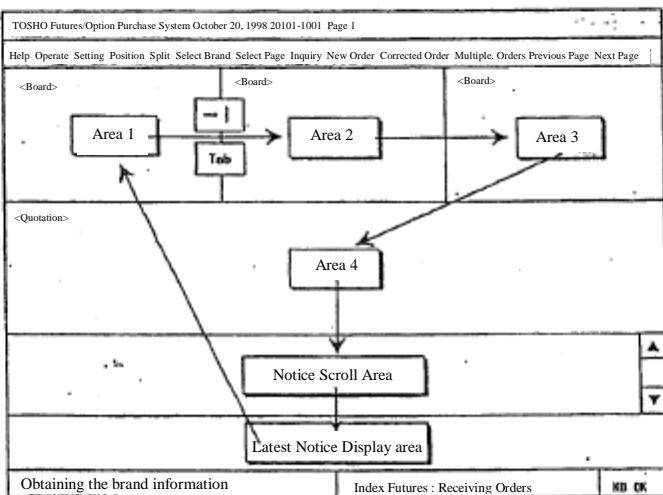 TOSHO Futures/Option Purchase System October 20, 1998 20101-1001 Page 1
Help Operate Setting Position Split Select Brand Select Page Inquiry New Order Corrected Order Multiple. Orders Previous Page Next Page
<Board> <Board> <Board>
Area 1 Area 2 Area 3
Tab
<Quotation>
Area 4
Notice Scroll Area
Latest Notice Display area
Obtaining the brand information Index Futures : Receiving Orders KB OK